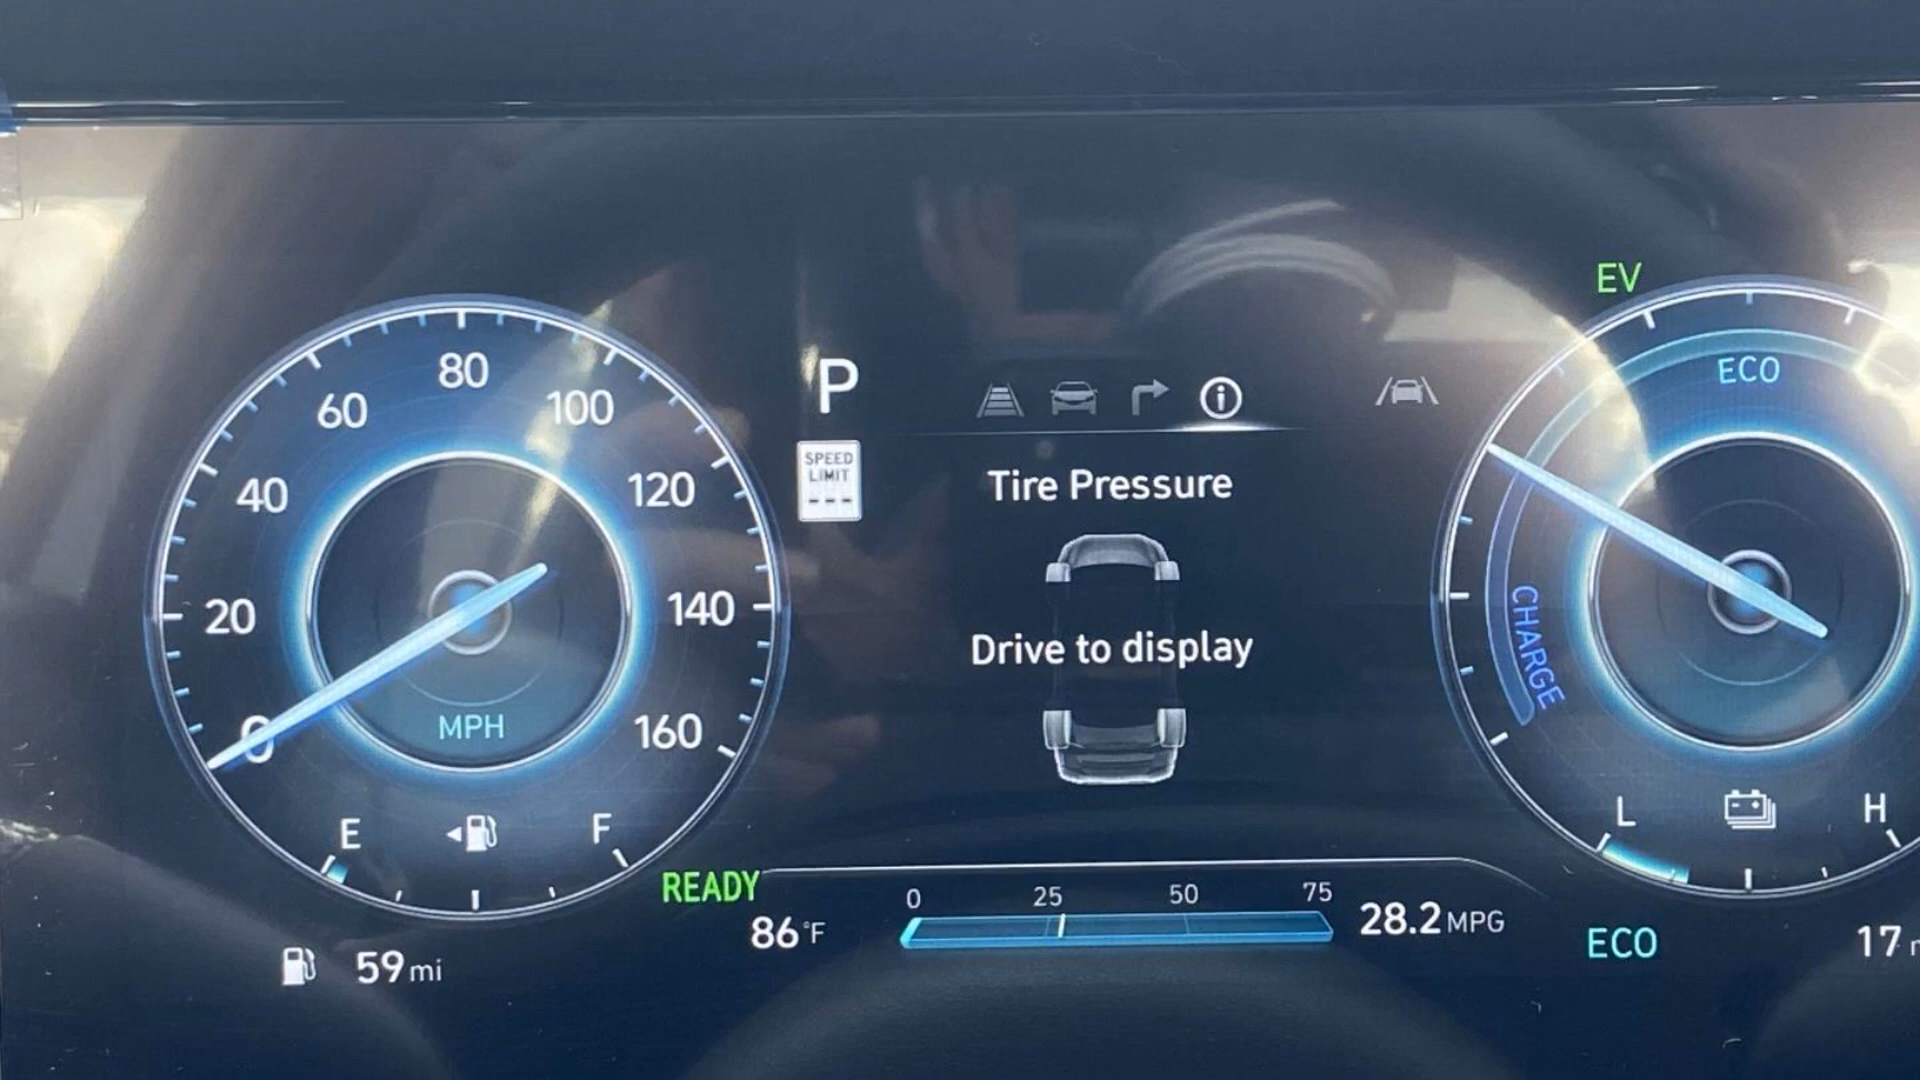 EV
80
60
100
40
120
20
140
0
160
MPH
E
F
59 mi
P
SPEED
LIMIT
---
Tire Pressure
Drive to display
READY
86°F
0 25 50 75
28.2 MPG
ECO
CHARGE
L
H
ECO
17